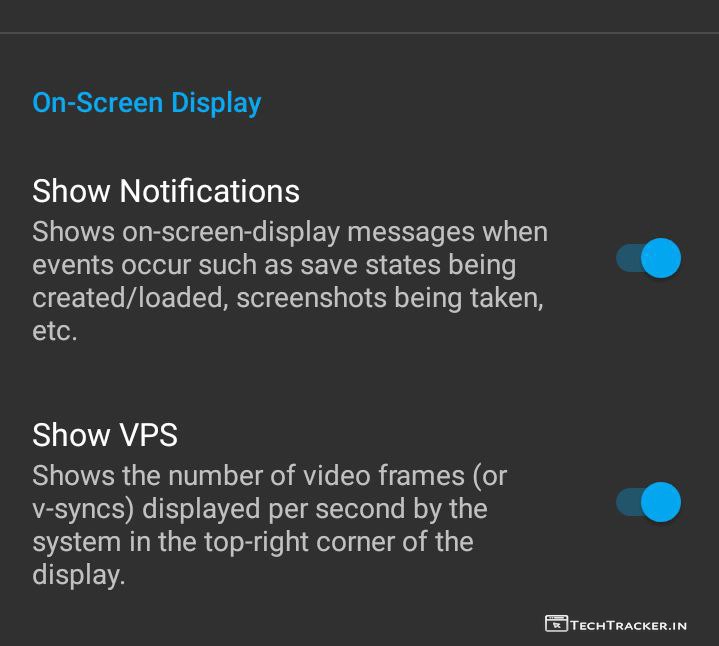 On-Screen Display
Show Notifications
Shows on-screen-display messages when
events occur such as save states being
created/loaded, screenshots being taken,
etc.
Show VPS
Shows the number of video frames (or
v-syncs) displayed per second by the
system in the top-right corner of the
display.
TECHTRACKER.IN